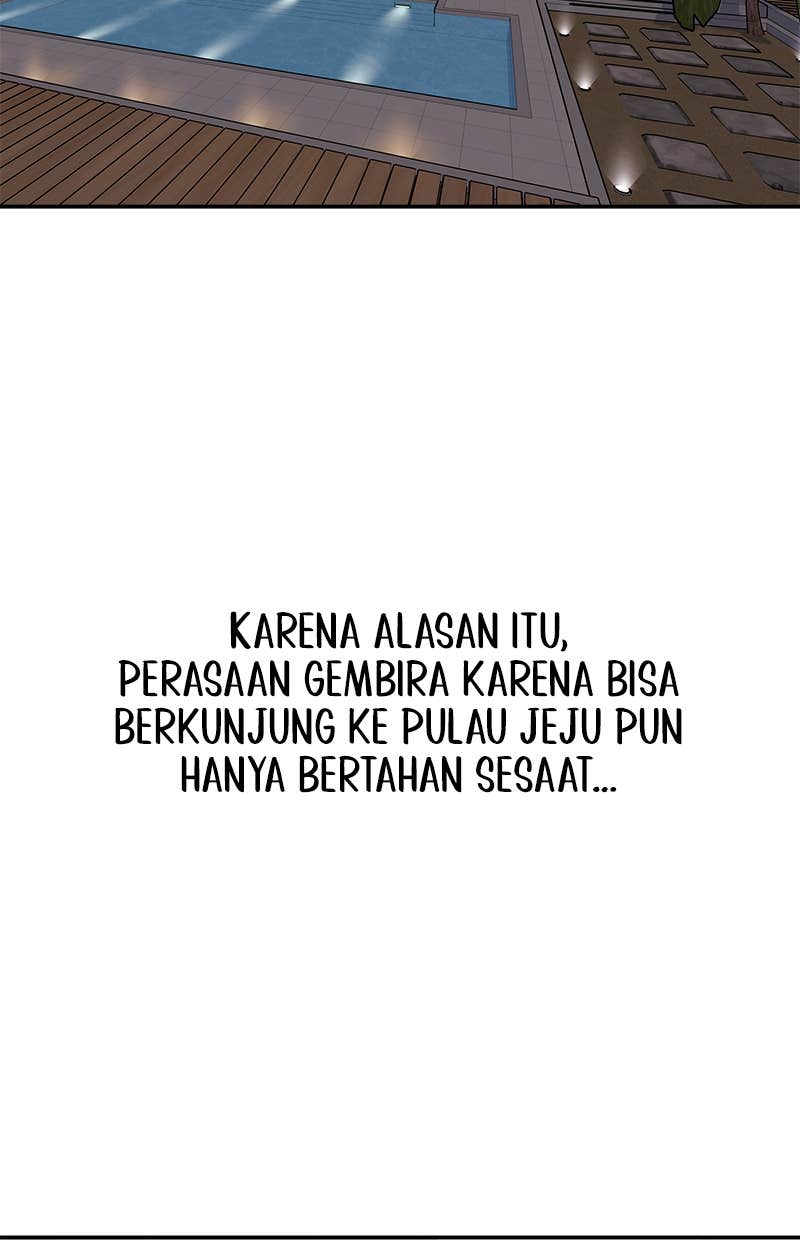 KARENA ALASAN ITU,
PERASAAN GEMBIRA KARENA BISA
BERKUNJUNG KE PULAU JEJU PUN
HANYA BERTAHAN SESAAT...